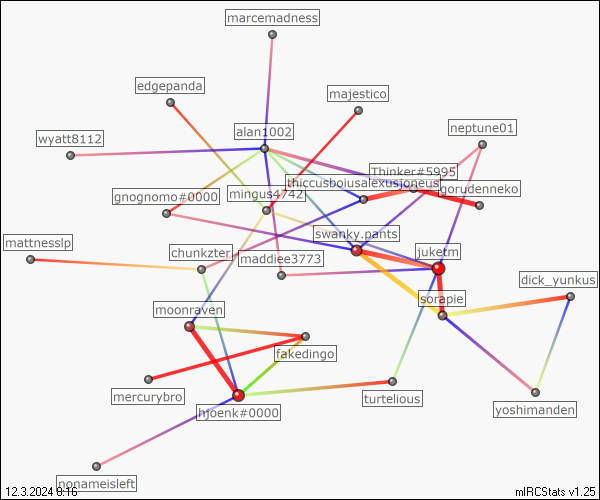 marcemadness
edgepanda
majestico
alan1002
neptune01
wyatt8112
Thinker#5995
gnognomo#0000
mingus4742
gorudenneko
mattnesslp
swanky.pants
chunkzter
maddiee3773
juketm
dick_yunkus
sorapie
moonraven
fakedingo
mercurybro
hjoenk#0000
turtelious
yoshimanden
nonameisleft
12.3.2024 0:16
mIRCStats v1.25